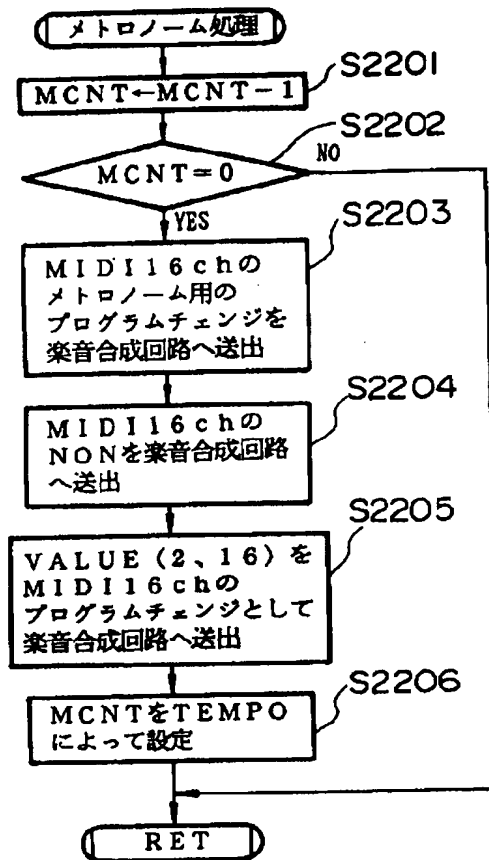 メトロノーム処理
S2201
MCNT←MCNT-1
S2202
MCNT=0
NO
YES
S2203
MIDI16chの
メトロノーム用の
プログラムチェンジを
楽音合成回路へ送出
S2204
MIDI16chの
NONを楽音合成回路
へ送出
S2205
VALUE(2、16)を
MIDI16chの
プログラムチェンジとして
楽音合成回路へ送出
S2206
MCNTをTEMPO
によって設定
RET